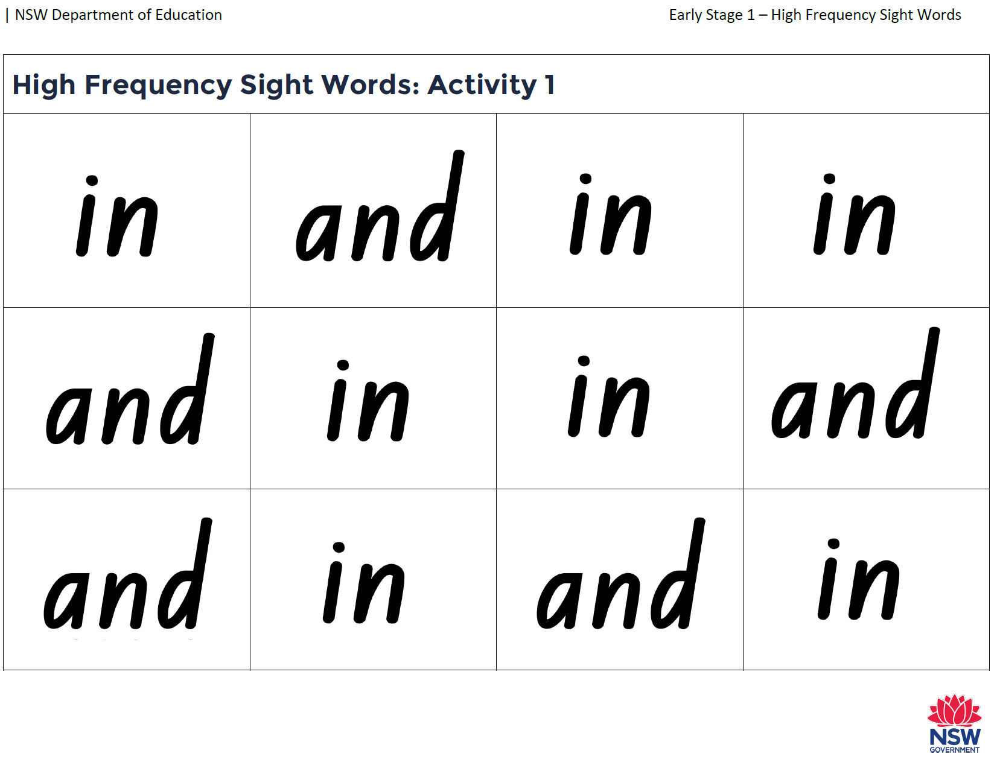 | NSW Department of Education Early Stage 1 – High Frequency Sight Words
High Frequency Sight Words: Activity 1
in and in in
and in in and
and in and in
NSW
GOVERNMENT